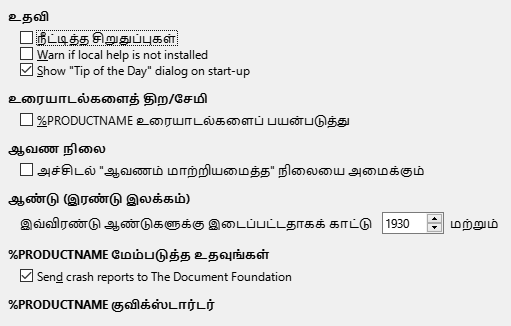 உதவி
நீட்டித்த சிறுதுப்புகள்
Warn if local help is not installed
Show "Tip of the Day" dialog on start-up
உரையாடல்களைத் திற/சேமி
%PRODUCTNAME உரையாடல்களைப் பயன்படுத்து
ஆவண நிலை
அச்சிடல் "ஆவணம் மாற்றியமைத்த" நிலையை அமைக்கும்
ஆண்டு (இரண்டு இலக்கம்)
இவ்விரண்டு ஆண்டுகளுக்கு இடைப்பட்டதாகக் காட்டு 1930 மற்றும்
%PRODUCTNAME மேம்படுத்த உதவுங்கள்
Send crash reports to The Document Foundation
%PRODUCTNAME குவிக்ஸ்டார்டர்